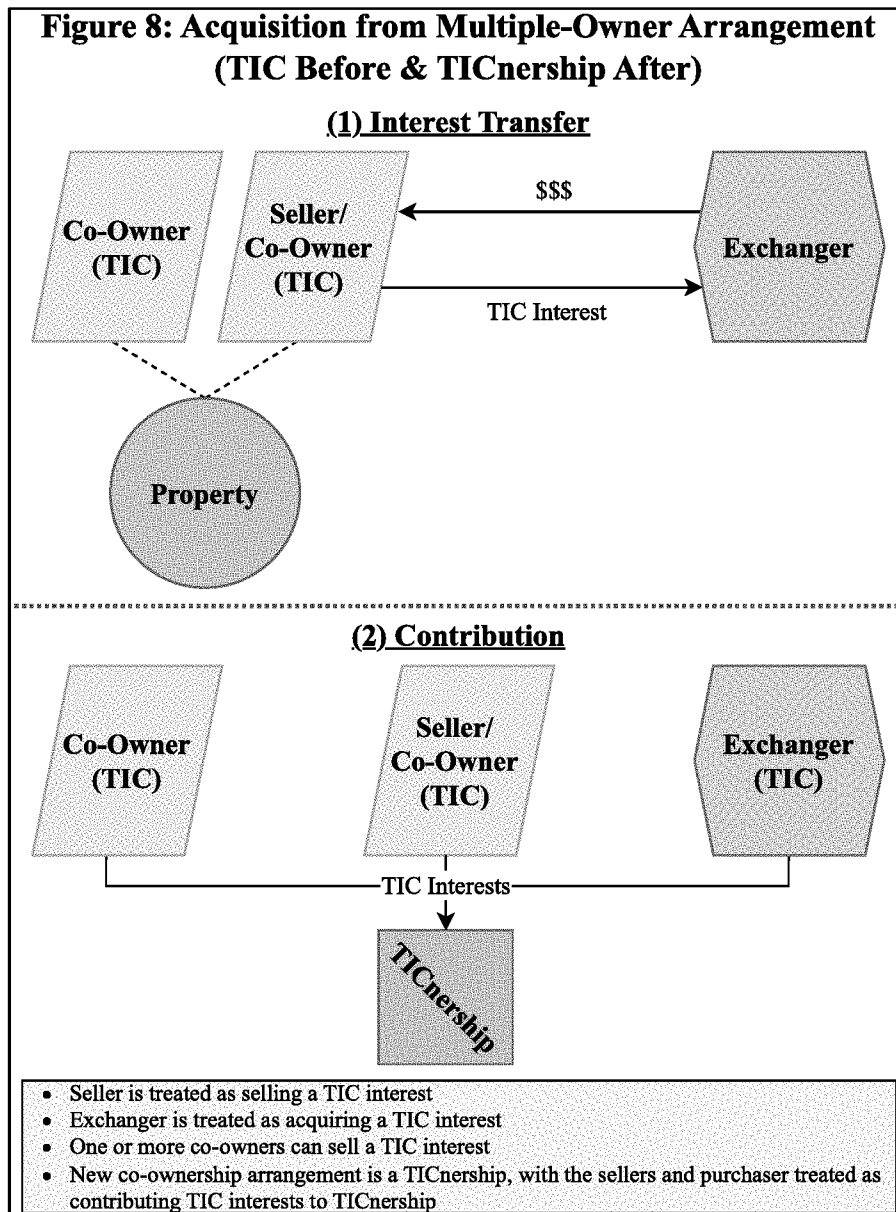 Figure 8: Acquisition from Multiple-Owner Arrangement
(TIC Before & TICnership After)
(1) Interest Transfer
Co-Owner
(TIC)
Seller/
Co-Owner
(TIC)
$$$
TIC Interest
Exchanger
Property
(2) Contribution
Co-Owner
(TIC)
Seller/
Co-Owner
(TIC)
Exchanger
(TIC)
TIC Interests
TICnership
• Seller is treated as selling a TIC interest
• Exchanger is treated as acquiring a TIC interest
• One or more co-owners can sell a TIC interest
• New co-ownership arrangement is a TICnership, with the sellers and purchaser treated as
contributing TIC interests to TICnership